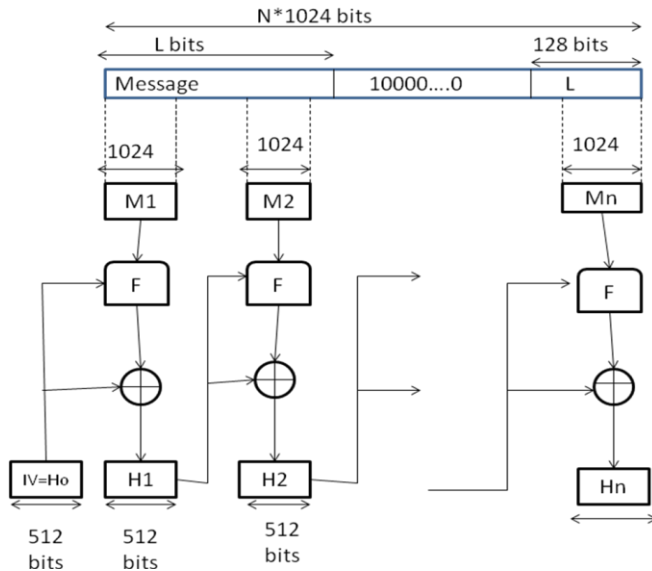 N*1024 bits
L bits
128 bits
Message 10000....0 L
1024 1024 1024
M1 M2 Mn
F F F
IV=Ho H1 H2 Hn
512 bits 512 bits 512 bits